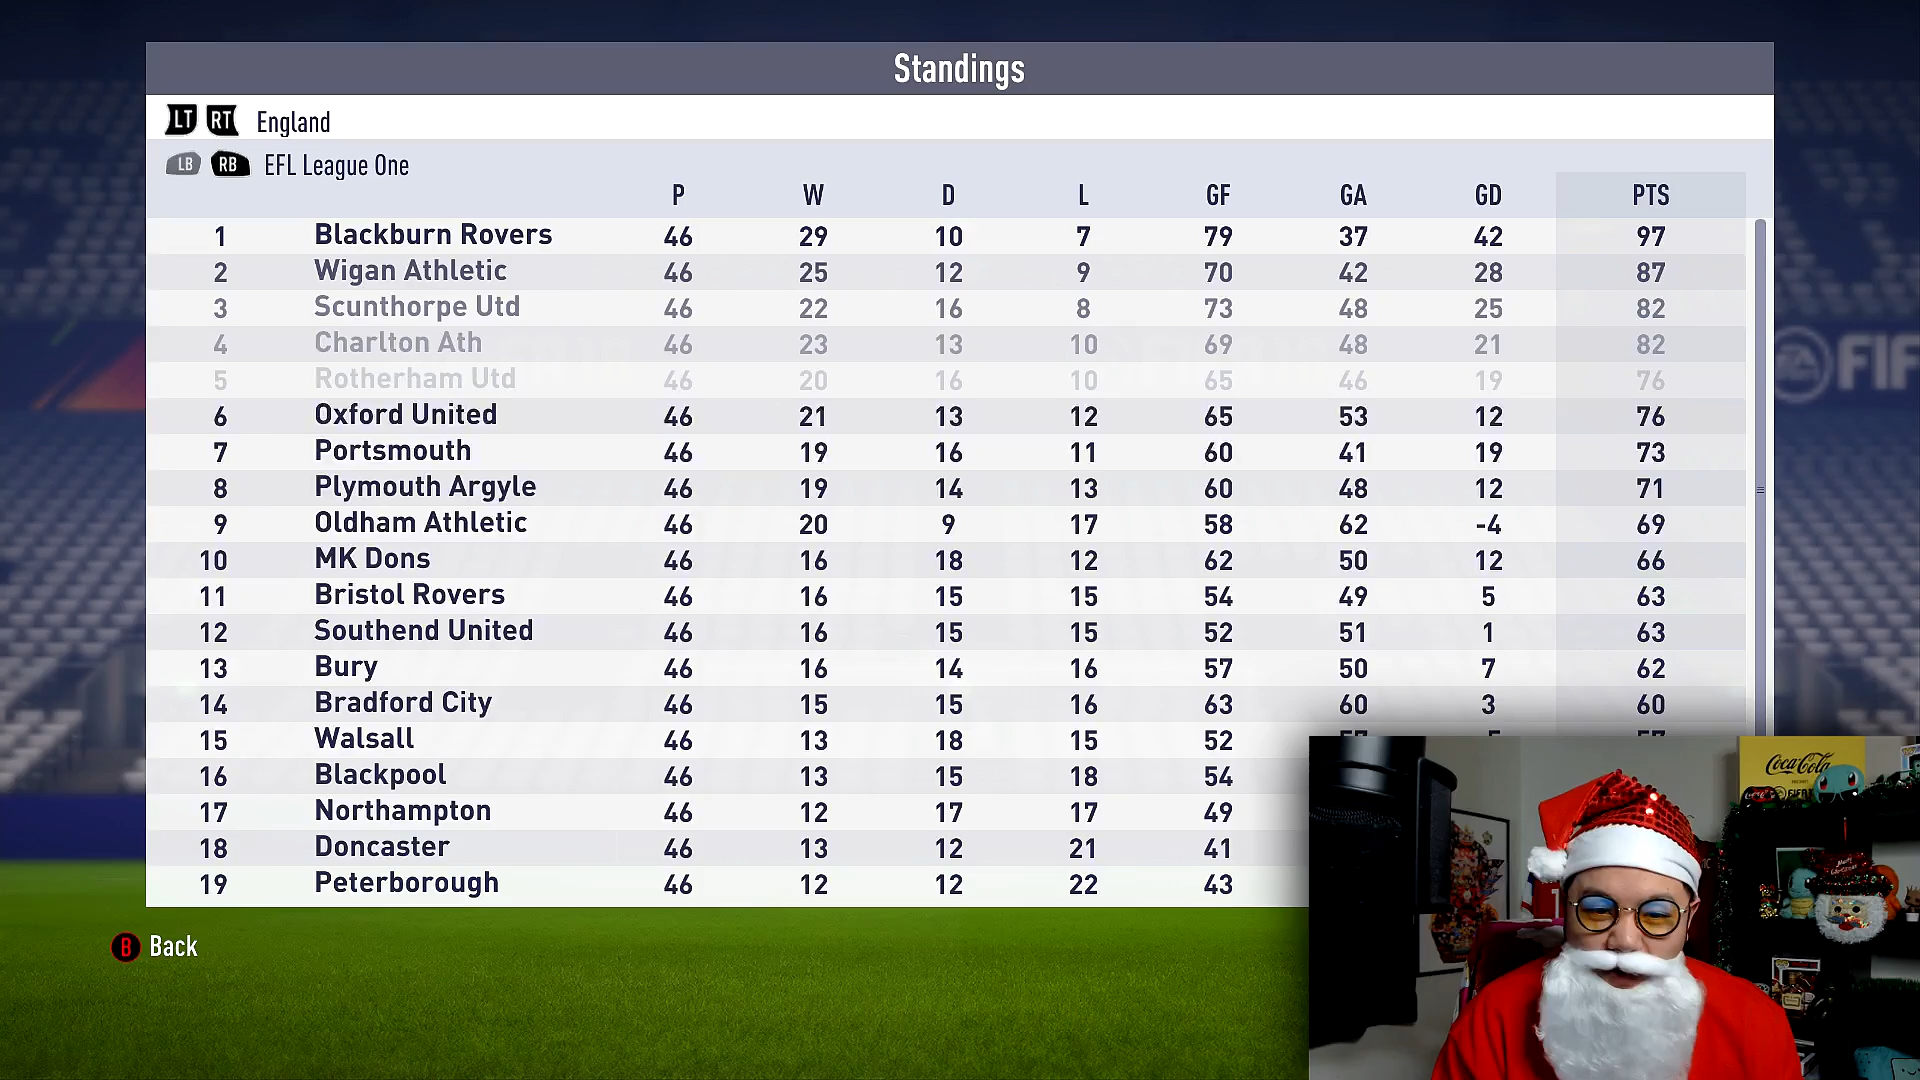 Standings
LT RT England
LB RB EFL League One
P W D L GF GA GD PTS
1 Blackburn Rovers 46 29 10 7 79 37 42 97
2 Wigan Athletic 46 25 12 9 70 42 28 87
3 Scunthorpe Utd 46 22 16 8 73 48 25 82
4 Charlton Ath 46 23 13 10 69 48 21 82
5 Rotherham Utd 46 20 16 10 65 46 19 76
6 Oxford United 46 21 13 12 65 53 12 76
7 Portsmouth 46 19 16 11 60 41 19 73
8 Plymouth Argyle 46 19 14 13 60 48 12 71
9 Oldham Athletic 46 20 9 17 58 62 -4 69
10 MK Dons 46 16 18 12 62 50 12 66
11 Bristol Rovers 46 16 15 15 54 49 5 63
12 Southend United 46 16 15 15 52 51 1 63
13 Bury 46 16 14 16 57 50 7 62
14 Bradford City 46 15 15 16 63 60 3 60
15 Walsall 46 13 18 15 52
16 Blackpool 46 13 15 18 54
17 Northampton 46 12 17 17 49
18 Doncaster 46 13 12 21 41
19 Peterborough 46 12 12 22 43
B Back
EA FIF
Coca-Cola